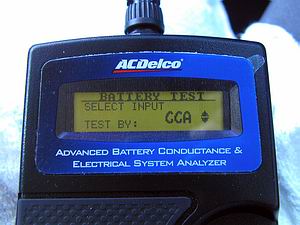 ACDelco
BATTERY TEST
SELECT INPUT
TEST BY: CCA
ADVANCED BATTERY CONDUCTANCE &
ELECTRICAL SYSTEM ANALYZER